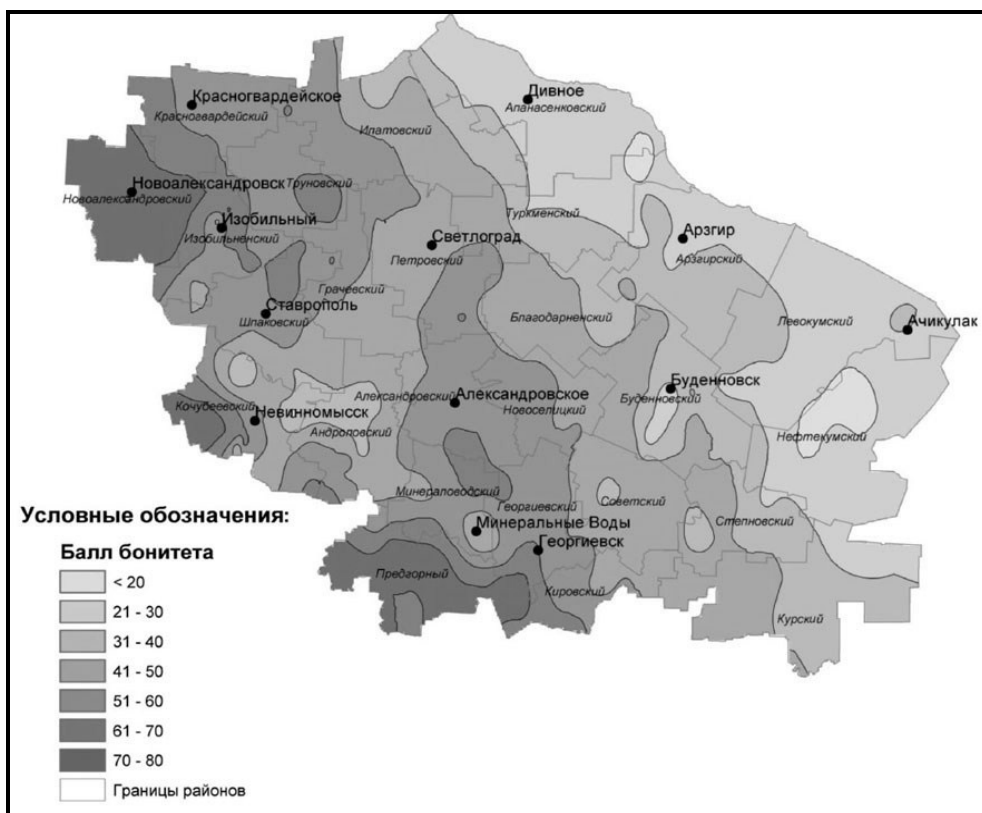 Дивное
Апанасенковский
Красногвардейское
Красногвардейский
Ипатовский
Новоалександровск
Новоалександровский
Труновский
Изобильный
Изобильненский
Туркменский
Светлоград
Петровский
Арзгир
Арзгирский
Грачевский
Ставрополь
Шпаковский
Благодарненский
Левокумский
Ачикулак
Буденновск
Буденновский
Александровское
Александровский
Новоселицкий
Кочубеевский
Невинномысск
Андроповский
Нефтекумский
Минераловодский
Георгиевский
Советский
Степновский
Минеральные Воды
Георгиевск
Предгорный
Кировский
Курский
Условные обозначения:
Балл бонитета
< 20
21 - 30
31 - 40
41 - 50
51 - 60
61 - 70
70 - 80
Границы районов